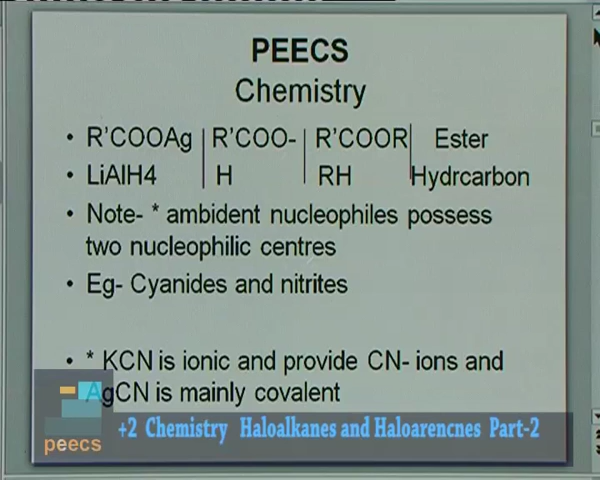 PEECS
Chemistry
• R'COOAg | R'COO- | R'COOR | Ester
• LiAlH4 | H | RH | Hydrcarbon
• Note- * ambident nucleophiles possess
two nucleophilic centres
• Eg- Cyanides and nitrites
• * KCN is ionic and provide CN- ions and
AgCN is mainly covalent
+2 Chemistry Haloalkanes and Haloarencnes Part-2
peecs